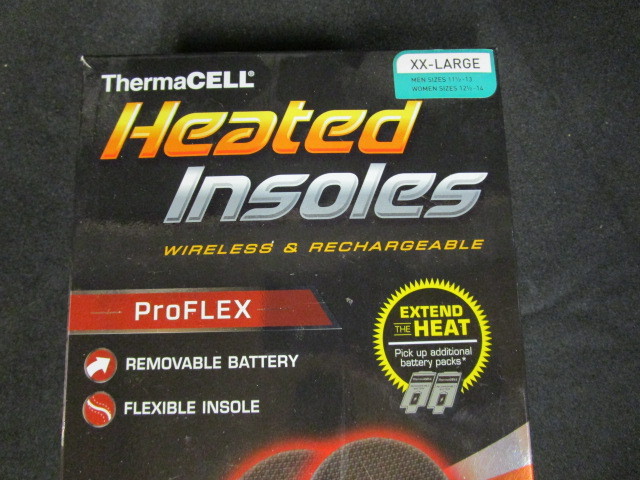 XX-LARGE
MEN SIZES 11½-13
WOMEN SIZES 12½-14
ThermaCELL®
Heated
Insoles
WIRELESS & RECHARGEABLE
ProFLEX
REMOVABLE BATTERY
FLEXIBLE INSOLE
EXTEND
THE HEAT
Pick up additional
battery packs*